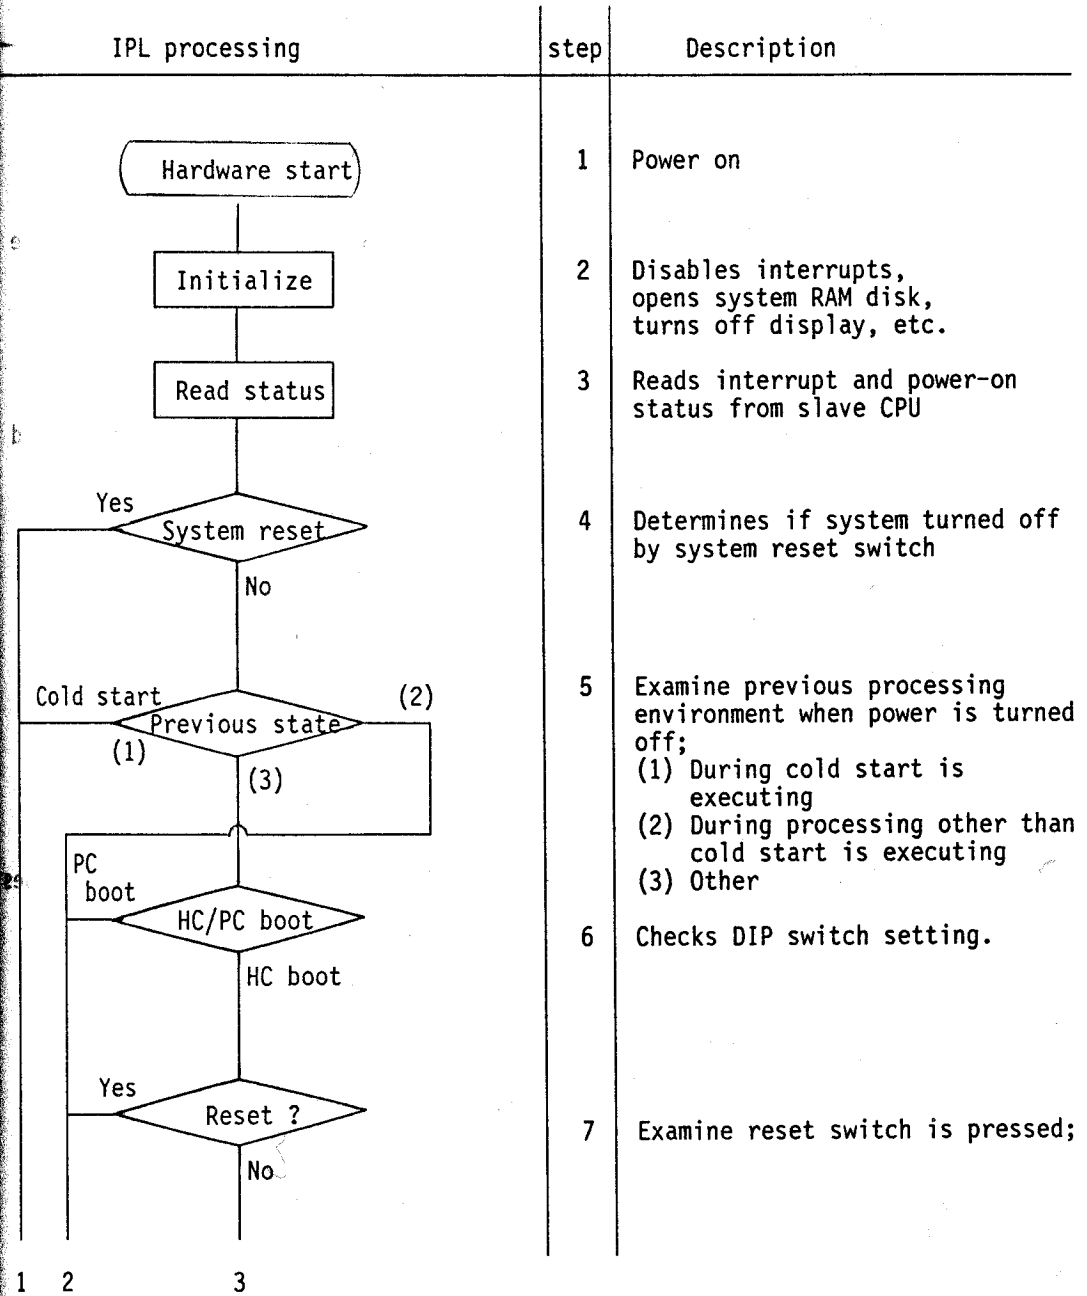 IPL processing step Description
Hardware start 1 Power on
Initialize 2 Disables interrupts,
opens system RAM disk,
turns off display, etc.
Read status 3 Reads interrupt and power-on
status from slave CPU
Yes
System reset 4 Determines if system turned off
by system reset switch
No
Cold start (2) 5 Examine previous processing
Previous state environment when power is turned
(1) off;
(3) (1) During cold start is
executing
(2) During processing other than
PC cold start is executing
boot (3) Other
HC/PC boot 6 Checks DIP switch setting.
HC boot
Yes
Reset ? 7 Examine reset switch is pressed;
No
1 2 3